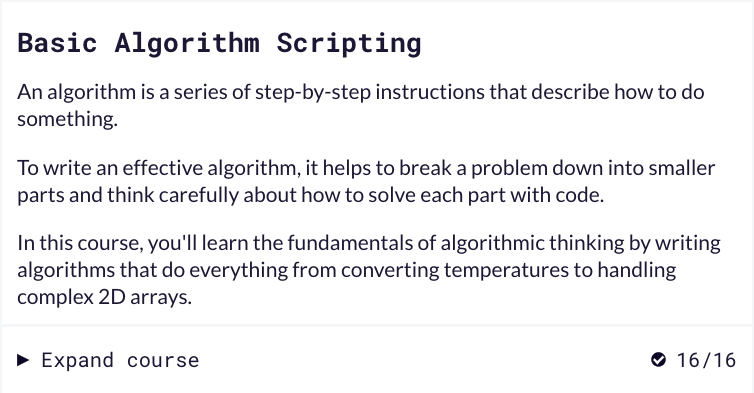 Basic Algorithm Scripting
An algorithm is a series of step-by-step instructions that describe how to do
something.
To write an effective algorithm, it helps to break a problem down into smaller
parts and think carefully about how to solve each part with code.
In this course, you'll learn the fundamentals of algorithmic thinking by writing
algorithms that do everything from converting temperatures to handling
complex 2D arrays.
Expand course 16/16